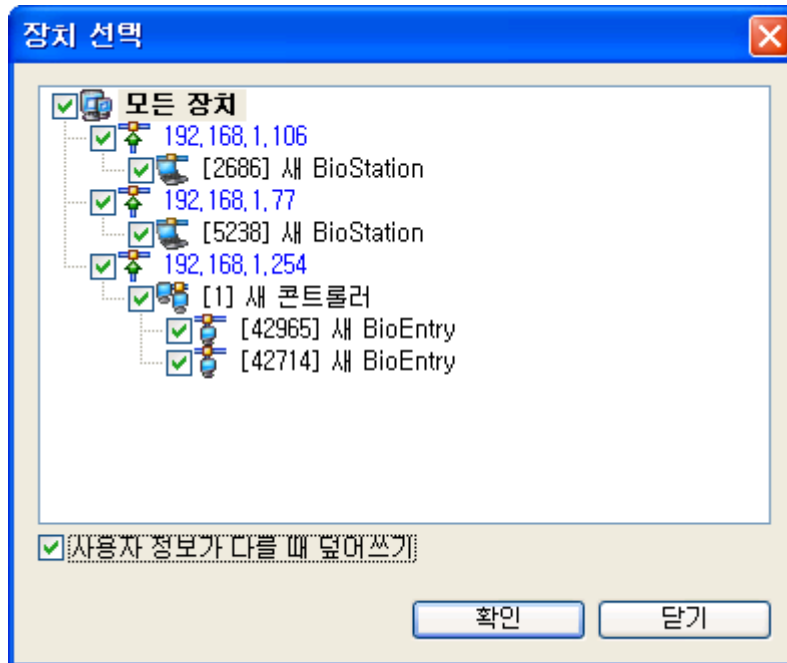 장치 선택
모든 장치
192.168.1.106
[2686] 새 BioStation
192.168.1.77
[5238] 새 BioStation
192.168.1.254
[1] 새 콘트롤러
[42965] 새 BioEntry
[42714] 새 BioEntry
사용자 정보가 다를 때 덮어쓰기
확인 닫기